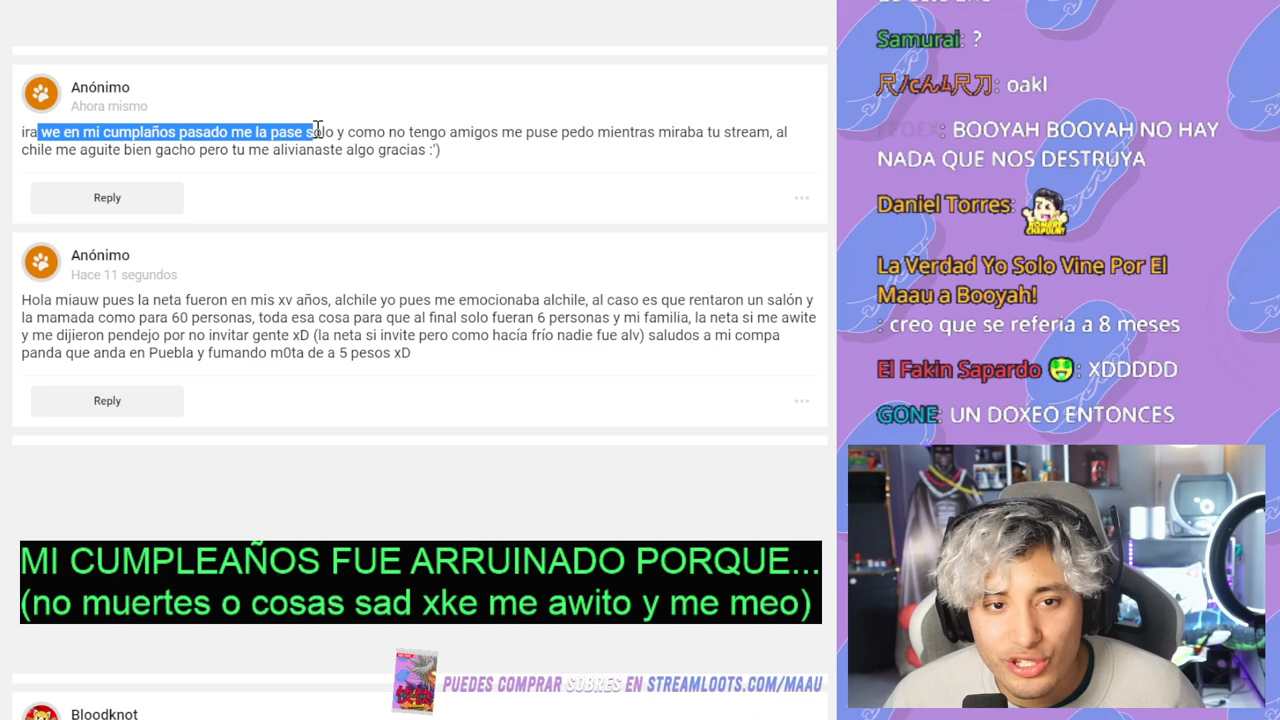 Anónimo
Ahora mismo
ira we en mi cumplaños pasado me la pase solo y como no tengo amigos me puse pedo mientras miraba tu stream, al
chile me aguite bien gacho pero tu me alivianaste algo gracias :')
Reply
Anónimo
Hace 11 segundos
Hola miauw pues la neta fueron en mis xv años, alchile yo pues me emocionaba alchile, al caso es que rentaron un salón y
la mamada como para 60 personas, toda esa cosa para que al final solo fueran 6 personas y mi familia, la neta si me awite
y me dijieron pendejo por no invitar gente xD (la neta si invite pero como hacía frío nadie fue alv) saludos a mi compa
panda que anda en Puebla y fumando m0ta de a 5 pesos xD
Reply
MI CUMPLEAÑOS FUE ARRUINADO PORQUE...
(no muertes o cosas sad xke me awito y me meo)
PUEDES COMPRAR SOBRES EN STREAMLOOTS.COM/MAAU
Bloodknot
Samurai: ?
: oakl
: BOOYAH BOOYAH NO HAY
NADA QUE NOS DESTRUYA
Daniel Torres:
La Verdad Yo Solo Vine Por El
Maau a Booyah!
: creo que se referia a 8 meses
El Fakin Sapardo 🤑: XDDDDD
GONE: UN DOXEO ENTONCES